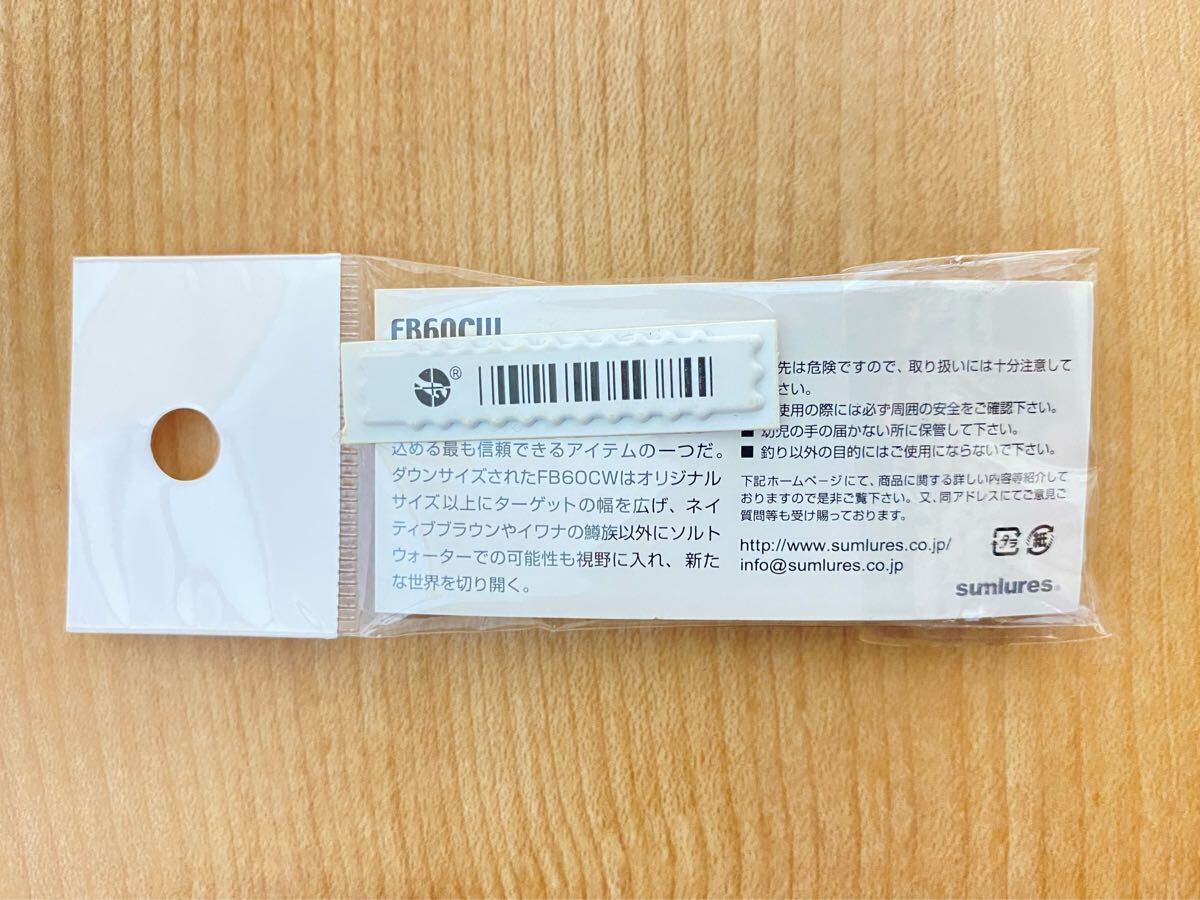 FB60CW
®
込める最も信頼できるアイテムの一つだ。
ダウンサイズされたFB60CWはオリジナル
サイズ以上にターゲットの幅を広げ、ネイ
ティブブラウンやイワナの鱒族以外にソルト
ウォーターでの可能性も視野に入れ、新た
な世界を切り開く。
先は危険ですので、取り扱いには十分注意して
さい。
使用の際には必ず周囲の安全をご確認下さい。
■ 幼児の手の届かない所に保管して下さい。
■ 釣り以外の目的にはご使用にならないで下さい。
下記ホームページにて、商品に関する詳しい内容等紹介して
おりますので是非ご覧下さい。又、同アドレスにてご意見ご
質問等も受け賜っております。
http://www.sumlures.co.jp/
info@sumlures.co.jp
プラ 紙
sumlures®